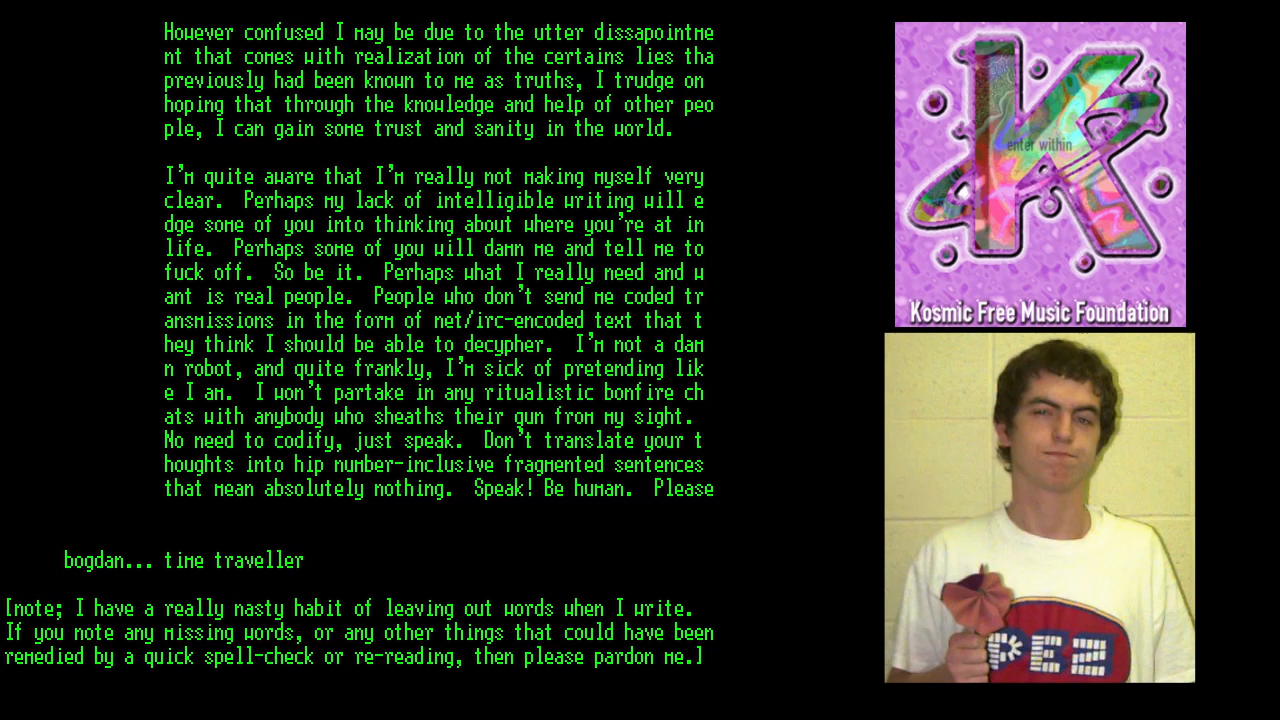 However confused I may be due to the utter dissapointme
nt that comes with realization of the certains lies tha
previously had been known to me as truths, I trudge on
hoping that through the knowledge and help of other peo
ple, I can gain some trust and sanity in the world.
I'm quite aware that I'm really not making myself very
clear.  Perhaps my lack of intelligible writing will e
dge some of you into thinking about where you're at in
life.  Perhaps some of you will damn me and tell me to
fuck off.  So be it.  Perhaps what I really need and w
ant is real people.  People who don't send me coded tr
ansmissions in the form of net/irc-encoded text that t
hey think I should be able to decypher.  I'm not a dam
n robot, and quite frankly, I'm sick of pretending lik
e I am.  I won't partake in any ritualistic bonfire ch
ats with anybody who sheaths their gun from my sight.
No need to codify, just speak.  Don't translate your t
houghts into hip number-inclusive fragmented sentences
that mean absolutely nothing.  Speak! Be human.  Please
bogdan... time traveller
[note; I have a really nasty habit of leaving out words when I write.
If you note any missing words, or any other things that could have been
remedied by a quick spell-check or re-reading, then please pardon me.]
K
enter within
Kosmic Free Music Foundation
PEZ